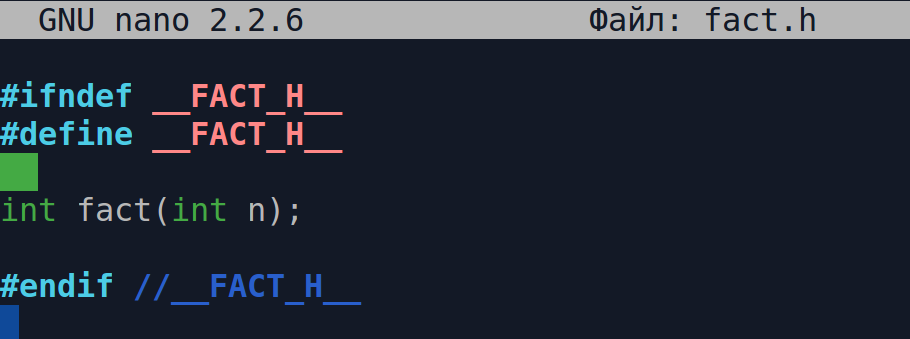 GNU nano 2.2.6 Файл: fact.h
#ifndef __FACT_H__
#define __FACT_H__
int fact(int n);
#endif //__FACT_H__